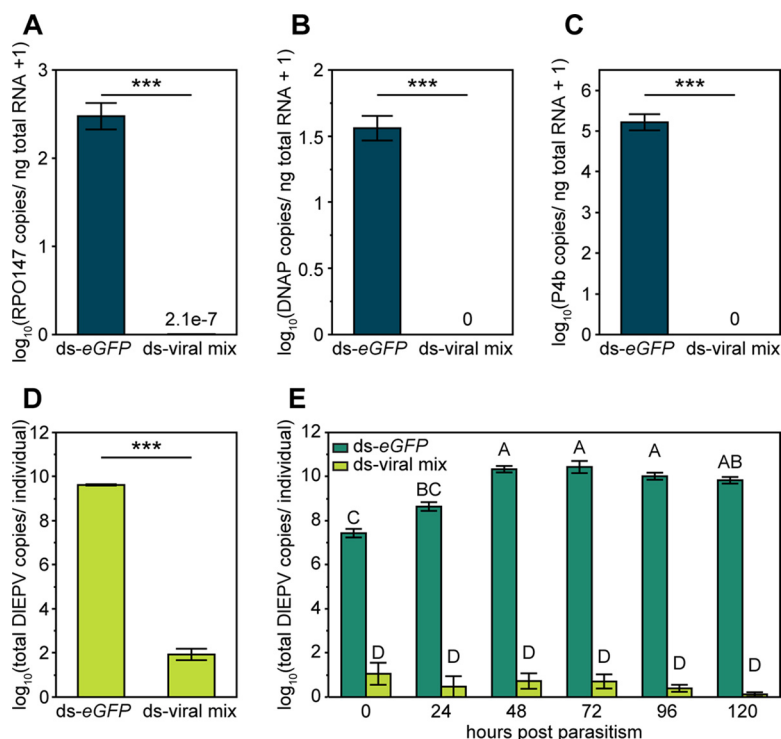 A
log10(RPO147 copies/ ng total RNA +1)
3
2
1
0
***
2.1e-7
ds-eGFP ds-viral mix
B
log10(DNAP copies/ ng total RNA + 1)
2
1.5
1
0.5
0
***
0
ds-eGFP ds-viral mix
C
log10(P4b copies/ ng total RNA + 1)
6
5
4
3
2
1
0
***
0
ds-eGFP ds-viral mix
D
log10(total DIEPV copies/ individual)
12
10
8
6
4
2
0
***
ds-eGFP ds-viral mix
E
log10(total DIEPV copies/ individual)
12
10
8
6
4
2
0
ds-eGFP
ds-viral mix
C BC A A A AB
D D D D D D
0 24 48 72 96 120
hours post parasitism